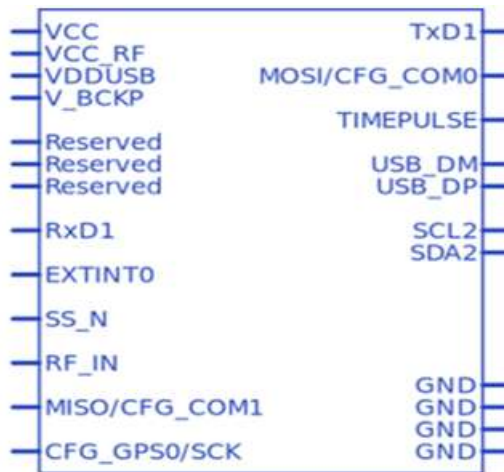 VCC
VCC_RF
VDDUSB
V_BCKP
Reserved
Reserved
Reserved
RxD1
EXTINT0
SS_N
RF_IN
MISO/CFG_COM1
CFG_GPS0/SCK
TxD1
MOSI/CFG_COM0
TIMEPULSE
USB_DM
USB_DP
SCL2
SDA2
GND
GND
GND
GND